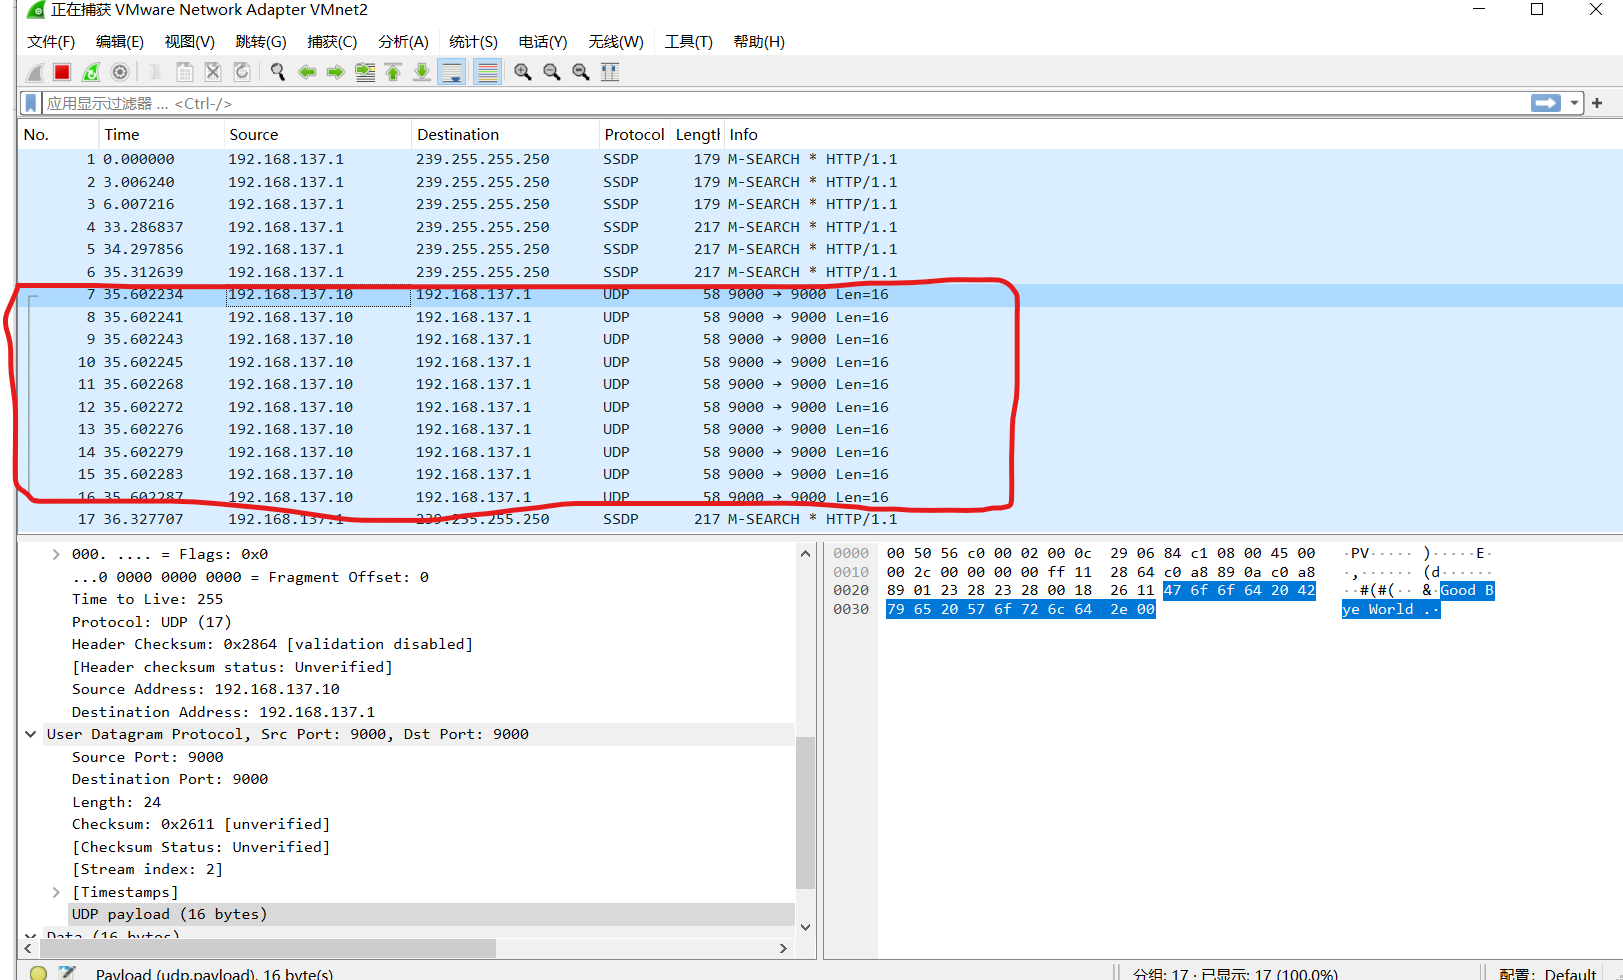 正在捕获 VMware Network Adapter VMnet2
文件(F) 编辑(E) 视图(V) 跳转(G) 捕获(C) 分析(A) 统计(S) 电话(Y) 无线(W) 工具(T) 帮助(H)
应用显示过滤器 ... <Ctrl-/>
No. Time Source Destination Protocol Length Info
1 0.000000 192.168.137.1 239.255.255.250 SSDP 179 M-SEARCH * HTTP/1.1
2 3.006240 192.168.137.1 239.255.255.250 SSDP 179 M-SEARCH * HTTP/1.1
3 6.007216 192.168.137.1 239.255.255.250 SSDP 179 M-SEARCH * HTTP/1.1
4 33.286837 192.168.137.1 239.255.255.250 SSDP 217 M-SEARCH * HTTP/1.1
5 34.297856 192.168.137.1 239.255.255.250 SSDP 217 M-SEARCH * HTTP/1.1
6 35.312639 192.168.137.1 239.255.255.250 SSDP 217 M-SEARCH * HTTP/1.1
7 35.602234 192.168.137.10 192.168.137.1 UDP 58 9000 → 9000 Len=16
8 35.602241 192.168.137.10 192.168.137.1 UDP 58 9000 → 9000 Len=16
9 35.602243 192.168.137.10 192.168.137.1 UDP 58 9000 → 9000 Len=16
10 35.602245 192.168.137.10 192.168.137.1 UDP 58 9000 → 9000 Len=16
11 35.602268 192.168.137.10 192.168.137.1 UDP 58 9000 → 9000 Len=16
12 35.602272 192.168.137.10 192.168.137.1 UDP 58 9000 → 9000 Len=16
13 35.602276 192.168.137.10 192.168.137.1 UDP 58 9000 → 9000 Len=16
14 35.602279 192.168.137.10 192.168.137.1 UDP 58 9000 → 9000 Len=16
15 35.602283 192.168.137.10 192.168.137.1 UDP 58 9000 → 9000 Len=16
16 35.602287 192.168.137.10 192.168.137.1 UDP 58 9000 → 9000 Len=16
17 36.327707 192.168.137.1 239.255.255.250 SSDP 217 M-SEARCH * HTTP/1.1
000. .... = Flags: 0x0
...0 0000 0000 0000 = Fragment Offset: 0
Time to Live: 255
Protocol: UDP (17)
Header Checksum: 0x2864 [validation disabled]
[Header checksum status: Unverified]
Source Address: 192.168.137.10
Destination Address: 192.168.137.1
User Datagram Protocol, Src Port: 9000, Dst Port: 9000
Source Port: 9000
Destination Port: 9000
Length: 24
Checksum: 0x2611 [unverified]
[Checksum Status: Unverified]
[Stream index: 2]
[Timestamps]
UDP payload (16 bytes)
Data (16 bytes)
0000 00 50 56 c0 00 02 00 0c 29 06 84 c1 08 00 45 00 ·PV····· )·····E·
0010 00 2c 00 00 00 00 ff 11 28 64 c0 a8 89 0a c0 a8 ·,······ (d······
0020 89 01 23 28 23 28 00 18 26 11 47 6f 6f 64 20 42 ··#(#(·· &·Good B
0030 79 65 20 57 6f 72 6c 64 2e 00 ye World .·
Payload (udp.payload), 16 byte(s)
分组: 17 · 已显示: 17 (100.0%)
配置: Default